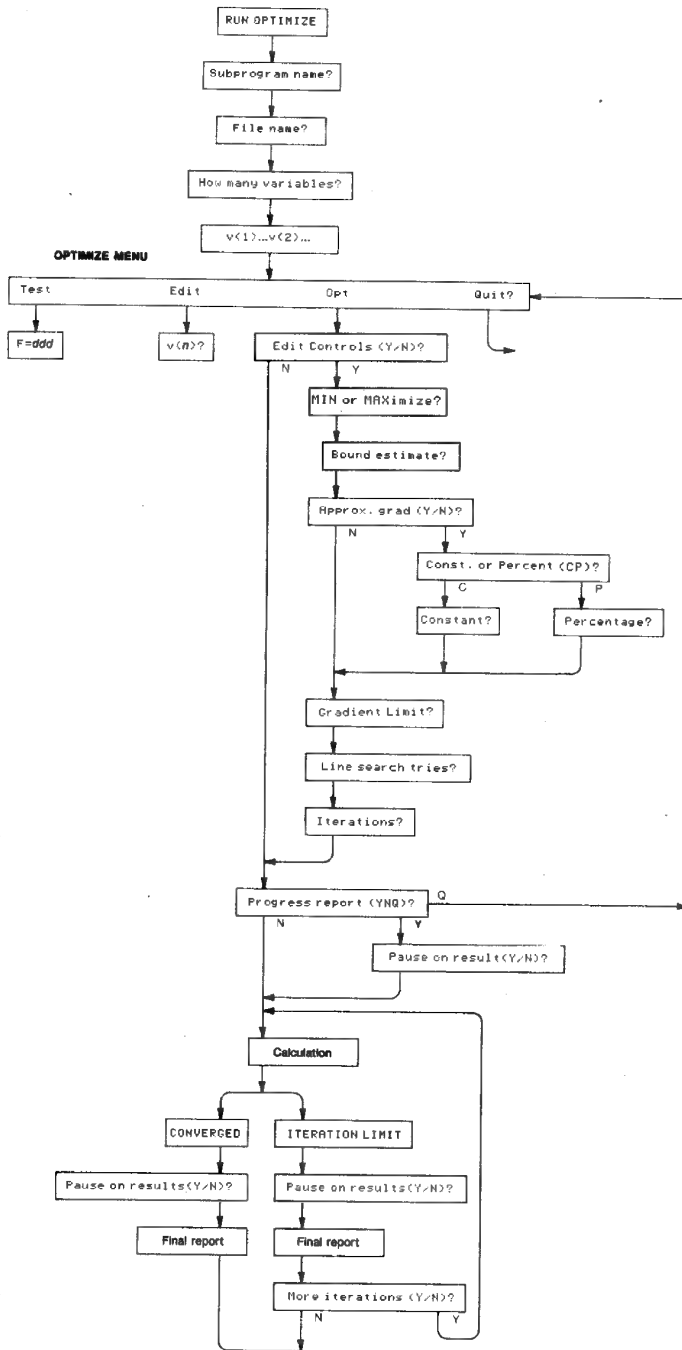 RUN OPTIMIZE
Subprogram name?
File name?
How many variables?
v(1)...v(2)...
OPTIMIZE MENU
Test Edit Opt Quit?
F=ddd v(n)? Edit Controls (Y/N)?
N Y
MIN or MAXimize?
Bound estimate?
Approx. grad (Y/N)?
N Y
Const. or Percent (CP)?
C P
Constant? Percentage?
Gradient Limit?
Line search tries?
Iterations?
Progress report (YNQ)? Q
N Y
Pause on result(Y/N)?
Calculation
CONVERGED ITERATION LIMIT
Pause on results(Y/N)? Pause on results(Y/N)?
Final report Final report
More iterations (Y/N)?
N Y